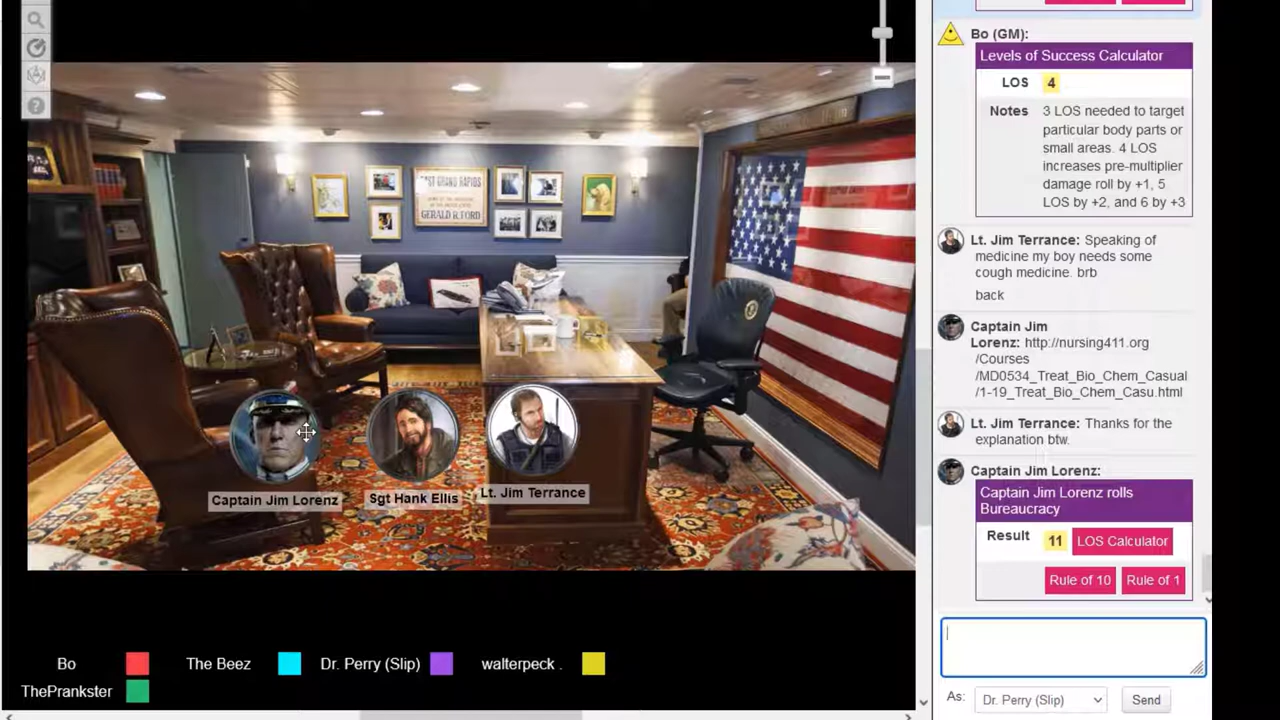 Bo (GM):
Levels of Success Calculator
LOS 4
Notes 3 LOS needed to target
particular body parts or
small areas. 4 LOS
increases pre-multiplier
damage roll by +1, 5
LOS by +2, and 6 by +3
Lt. Jim Terrance: Speaking of
medicine my boy needs some
cough medicine. brb
back
Captain Jim
Lorenz: http://nursing411.org
/Courses
/MD0534_Treat_Bio_Chem_Casual
/1-19_Treat_Bio_Chem_Casu.html
Lt. Jim Terrance: Thanks for the
explanation btw.
Captain Jim Lorenz:
Captain Jim Lorenz rolls
Bureaucracy
Result 11 LOS Calculator
Rule of 10 Rule of 1
As: Dr. Perry (Slip) Send
GRAND RAPIDS
GERALD R. FORD
Captain Jim Lorenz
Sgt Hank Ellis
Lt. Jim Terrance
Bo
The Beez
Dr. Perry (Slip)
walterpeck .
ThePrankster